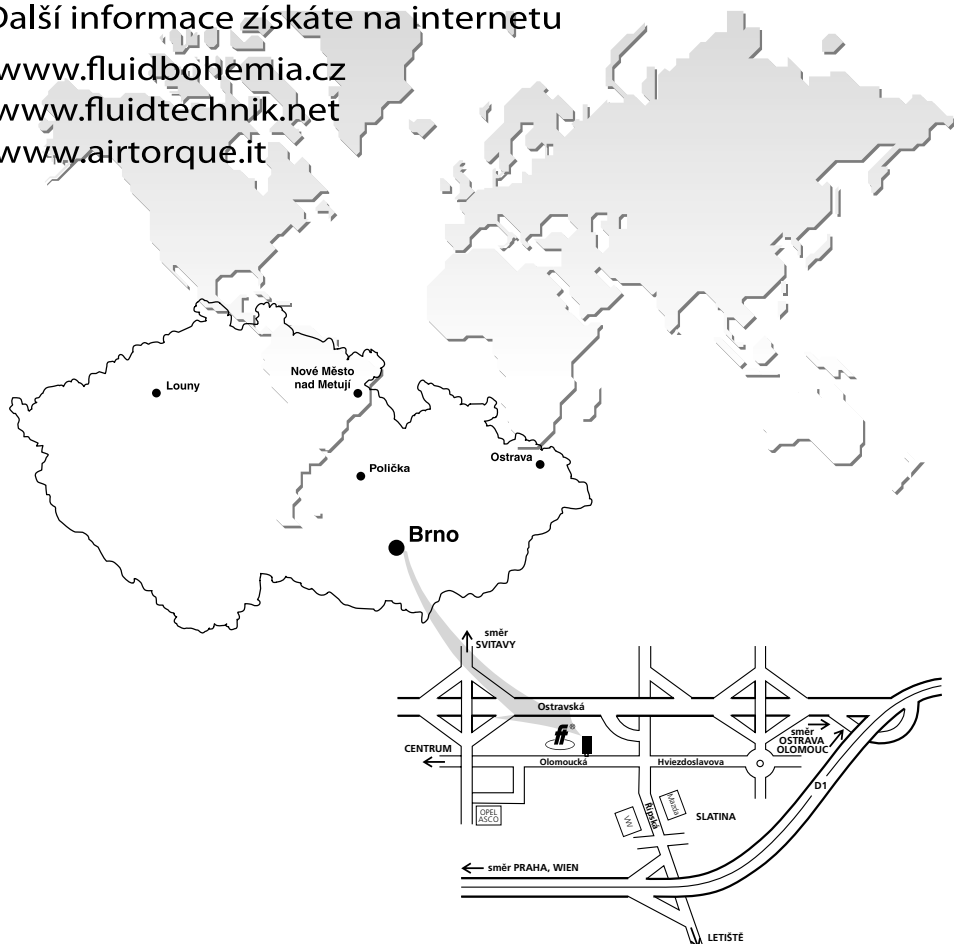 Další informace získáte na internetu
www.fluidbohemia.cz
www.fluidtechnik.net
www.airtorque.it
Louny
Nové Město
nad Metují
Polička
Ostrava
Brno
směr
SVITAVY
Ostravská
ff®
CENTRUM
Olomoucká
Hviezdoslavova
směr
OSTRAVA
OLOMOUC
D1
OPEL
ASCO
VW
Řípská
Mazda
SLATINA
směr PRAHA, WIEN
LETIŠTĚ